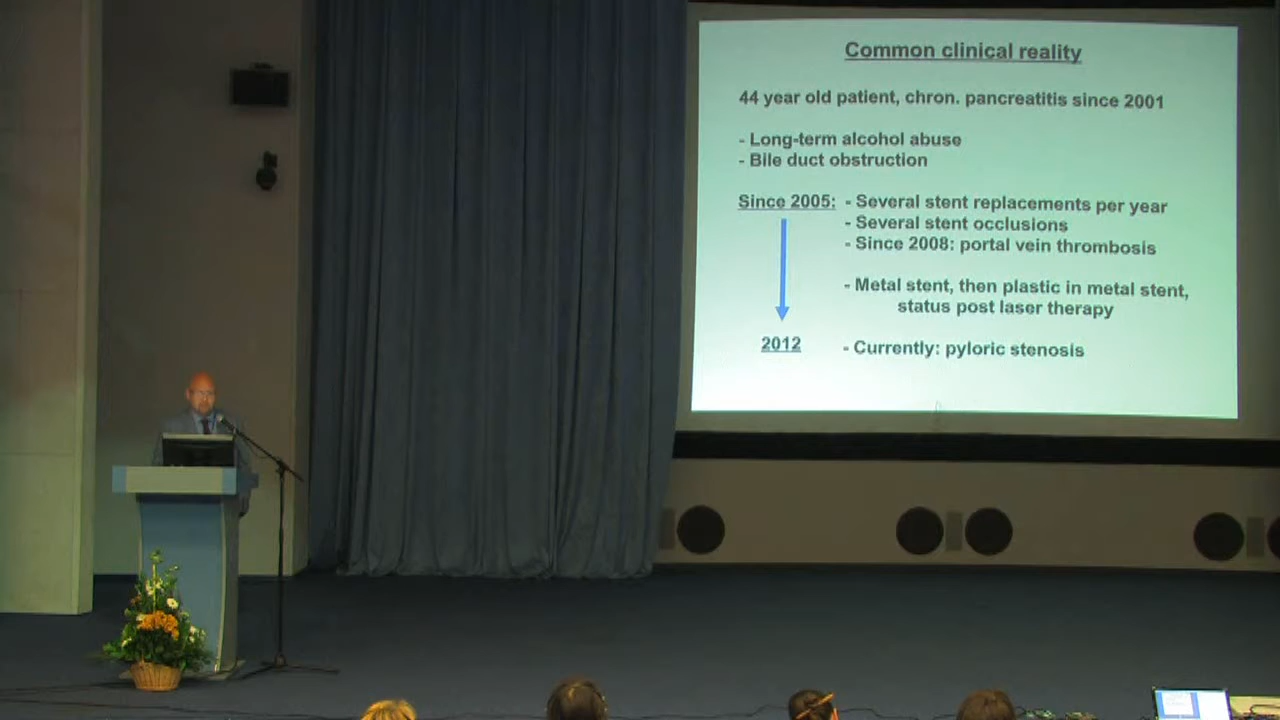 Common clinical reality
44 year old patient, chron. pancreatitis since 2001
- Long-term alcohol abuse
- Bile duct obstruction
Since 2005: - Several stent replacements per year
- Several stent occlusions
- Since 2008: portal vein thrombosis
- Metal stent, then plastic in metal stent,
status post laser therapy
2012 - Currently: pyloric stenosis